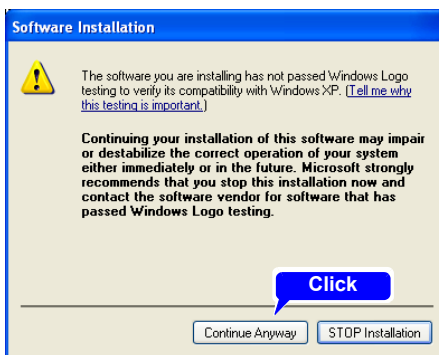 Software Installation
The software you are installing has not passed Windows Logo
testing to verify its compatibility with Windows XP. (Tell me why
this testing is important.)
Continuing your installation of this software may impair
or destabilize the correct operation of your system
either immediately or in the future. Microsoft strongly
recommends that you stop this installation now and
contact the software vendor for software that has
passed Windows Logo testing.
Click
Continue Anyway
STOP Installation